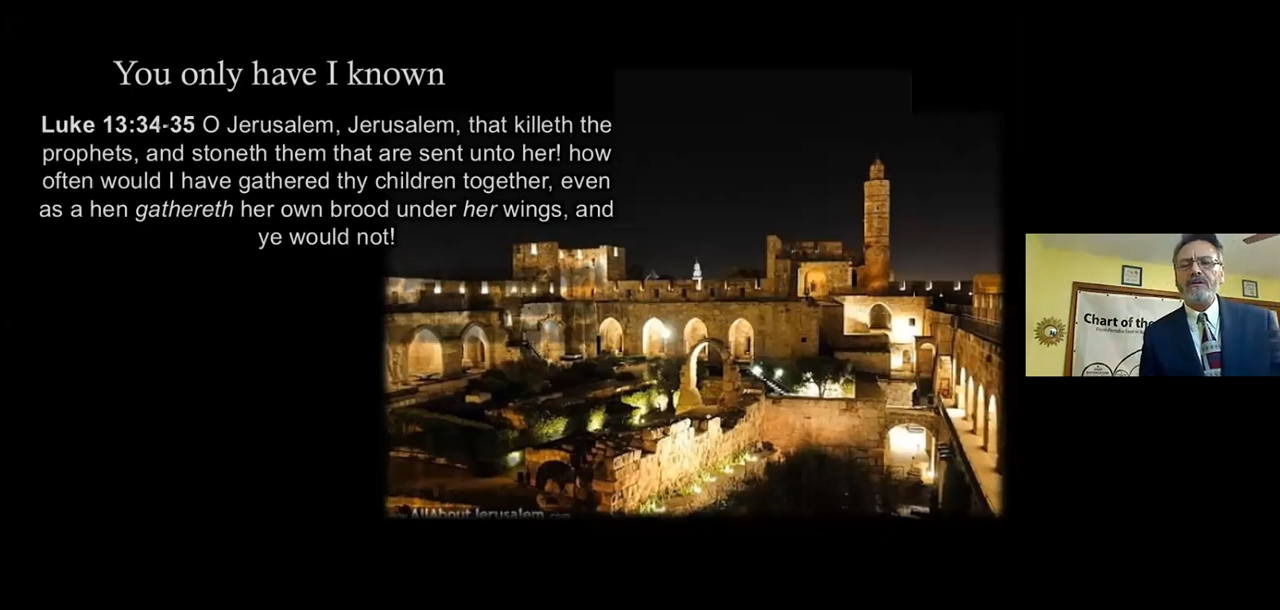 You only have I known
Luke 13:34-35 O Jerusalem, Jerusalem, that killeth the
prophets, and stoneth them that are sent unto her! how
often would I have gathered thy children together, even
as a hen gathereth her own brood under her wings, and
ye would not!
AllAboutJerusalem.com
Chart of the